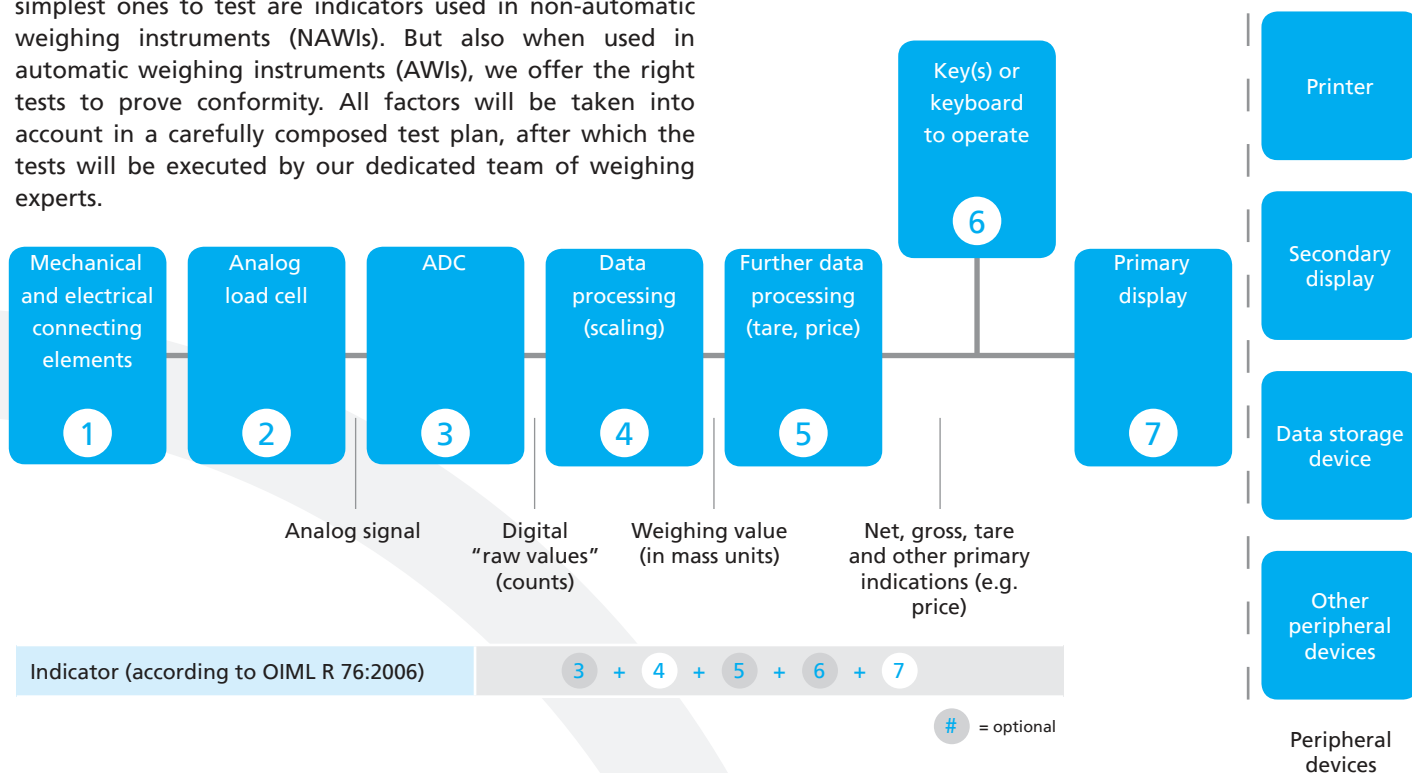 simplest ones to test are indicators used in non-automatic
weighing instruments (NAWIs). But also when used in
automatic weighing instruments (AWIs), we offer the right
tests to prove conformity. All factors will be taken into
account in a carefully composed test plan, after which the
tests will be executed by our dedicated team of weighing
experts.
Mechanical
and electrical
connecting
elements
1
Analog
load cell
2
ADC
3
Data
processing
(scaling)
4
Further data
processing
(tare, price)
5
Key(s) or
keyboard
to operate
6
Primary
display
7
Analog signal
Digital
“raw values”
(counts)
Weighing value
(in mass units)
Net, gross, tare
and other primary
indications (e.g.
price)
Indicator (according to OIML R 76:2006)
3 + 4 + 5 + 6 + 7
# = optional
Printer
Secondary
display
Data storage
device
Other
peripheral
devices
Peripheral
devices